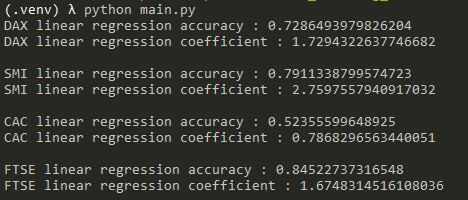 (.venv) λ python main.py
DAX linear regression accuracy : 0.7286493979826204
DAX linear regression coefficient : 1.7294322637746682
SMI linear regression accuracy : 0.7911338799574723
SMI linear regression coefficient : 2.7597557940917032
CAC linear regression accuracy : 0.52355599648925
CAC linear regression coefficient : 0.7868296563440051
FTSE linear regression accuracy : 0.84522737316548
FTSE linear regression coefficient : 1.6748314516108036